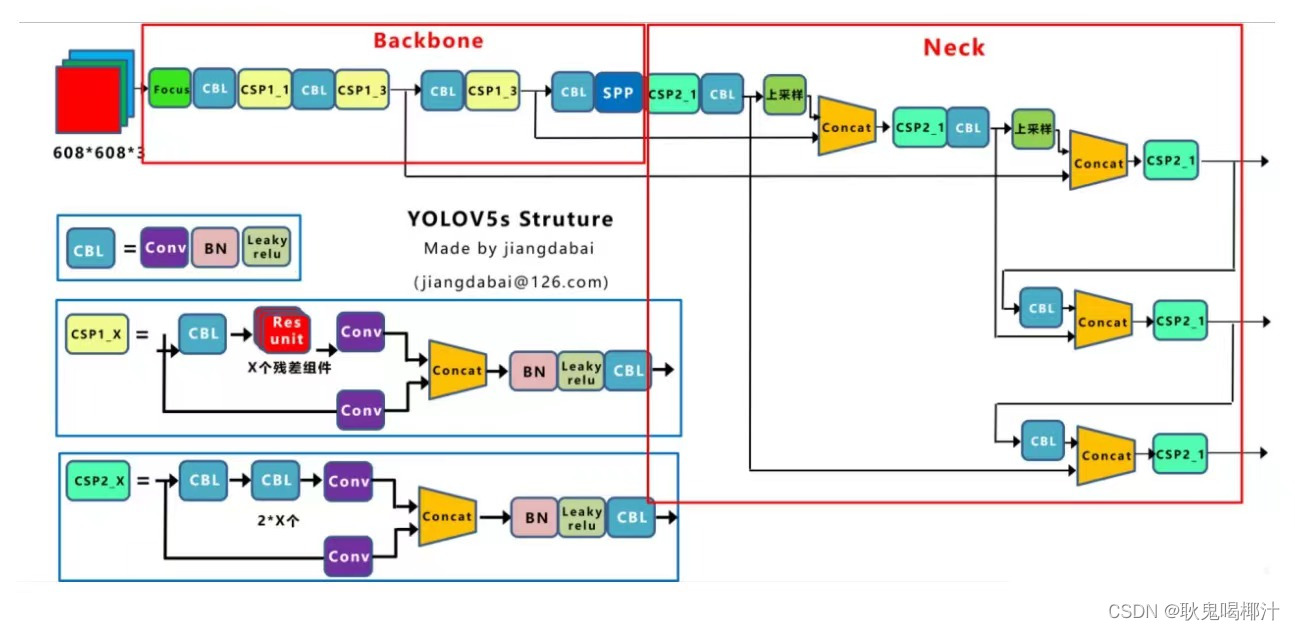 Backbone
Neck
Focus CBL CSP1_1 CBL CSP1_3 CBL CSP1_3 CBL SPP CSP2_1 CBL 上采样 Concat CSP2_1 CBL 上采样 Concat CSP2_1
608*608*3
YOLOV5s Struture
Made by jiangdabai
(jiangdabai@126.com)
CBL = Conv BN Leaky relu
CBL Concat CSP2_1
CSP1_X = CBL Res unit Conv
X个残差组件
Concat BN Leaky relu CBL
Conv
CBL Concat CSP2_1
CSP2_X = CBL CBL Conv
2*X个
Concat BN Leaky relu CBL
Conv
CSDN @耿鬼喝椰汁